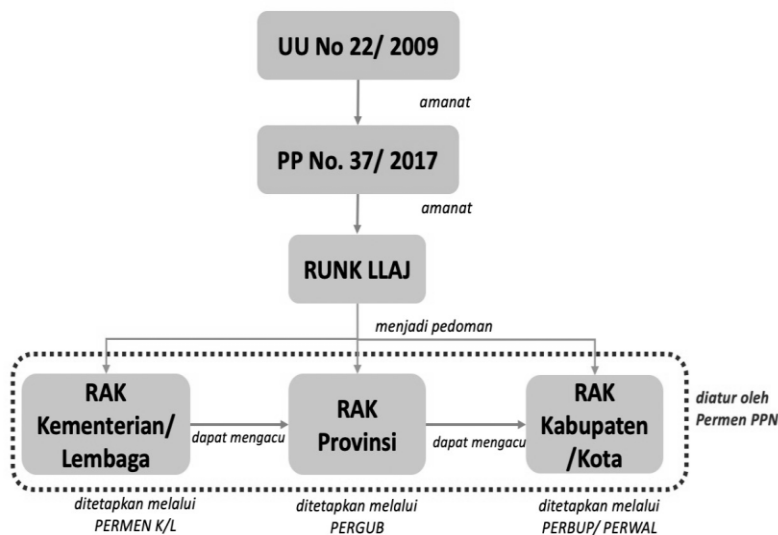 UU No 22/ 2009
amanat
PP No. 37/ 2017
amanat
RUNK LLAJ
menjadi pedoman
RAK
Kementerian/
Lembaga
dapat mengacu
RAK
Provinsi
dapat mengacu
RAK
Kabupaten
/Kota
diatur oleh
Permen PPN
ditetapkan melalui
PERMEN K/L
ditetapkan melalui
PERGUB
ditetapkan melalui
PERBUP/ PERWAL